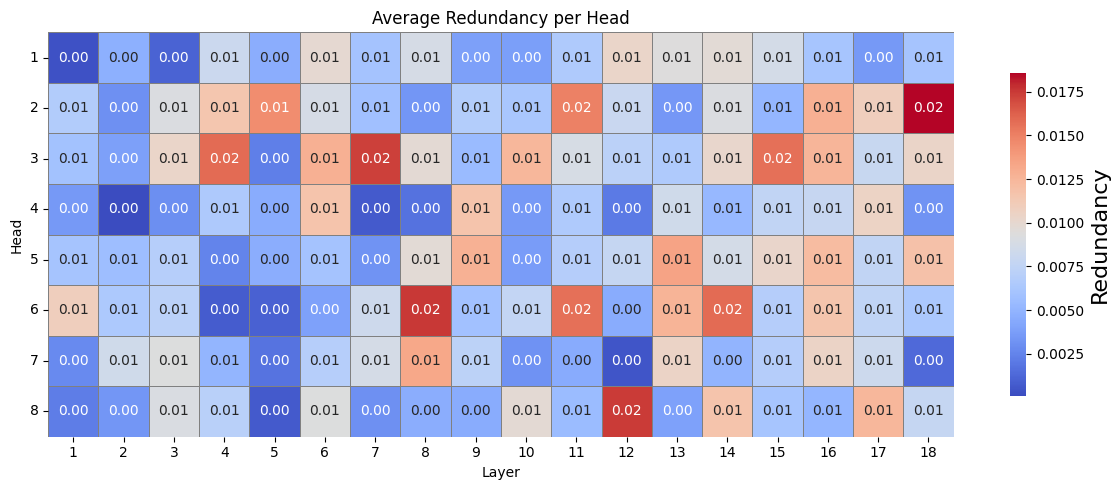 Average Redundancy per Head
1 0.00 0.00 0.00 0.01 0.00 0.01 0.01 0.01 0.00 0.00 0.01 0.01 0.01 0.01 0.01 0.01 0.00 0.01
0.0175
2 0.01 0.00 0.01 0.01 0.01 0.01 0.01 0.00 0.01 0.01 0.02 0.01 0.00 0.01 0.01 0.01 0.01 0.02
0.0150
3 0.01 0.00 0.01 0.02 0.00 0.01 0.02 0.01 0.01 0.01 0.01 0.01 0.01 0.01 0.02 0.01 0.01 0.01
0.0125
4 0.00 0.00 0.00 0.01 0.00 0.01 0.00 0.00 0.01 0.00 0.01 0.00 0.01 0.01 0.01 0.01 0.01 0.00
Head
0.0100
Redundancy
5 0.01 0.01 0.01 0.00 0.00 0.01 0.00 0.01 0.01 0.00 0.01 0.01 0.01 0.01 0.01 0.01 0.01 0.01
0.0075
6 0.01 0.01 0.01 0.00 0.00 0.00 0.01 0.02 0.01 0.01 0.02 0.00 0.01 0.02 0.01 0.01 0.01 0.01
0.0050
7 0.00 0.01 0.01 0.01 0.00 0.01 0.01 0.01 0.01 0.00 0.00 0.00 0.01 0.00 0.01 0.01 0.01 0.00
0.0025
8 0.00 0.00 0.01 0.01 0.00 0.01 0.00 0.00 0.00 0.01 0.01 0.02 0.00 0.01 0.01 0.01 0.01 0.01
1 2 3 4 5 6 7 8 9 10 11 12 13 14 15 16 17 18
Layer